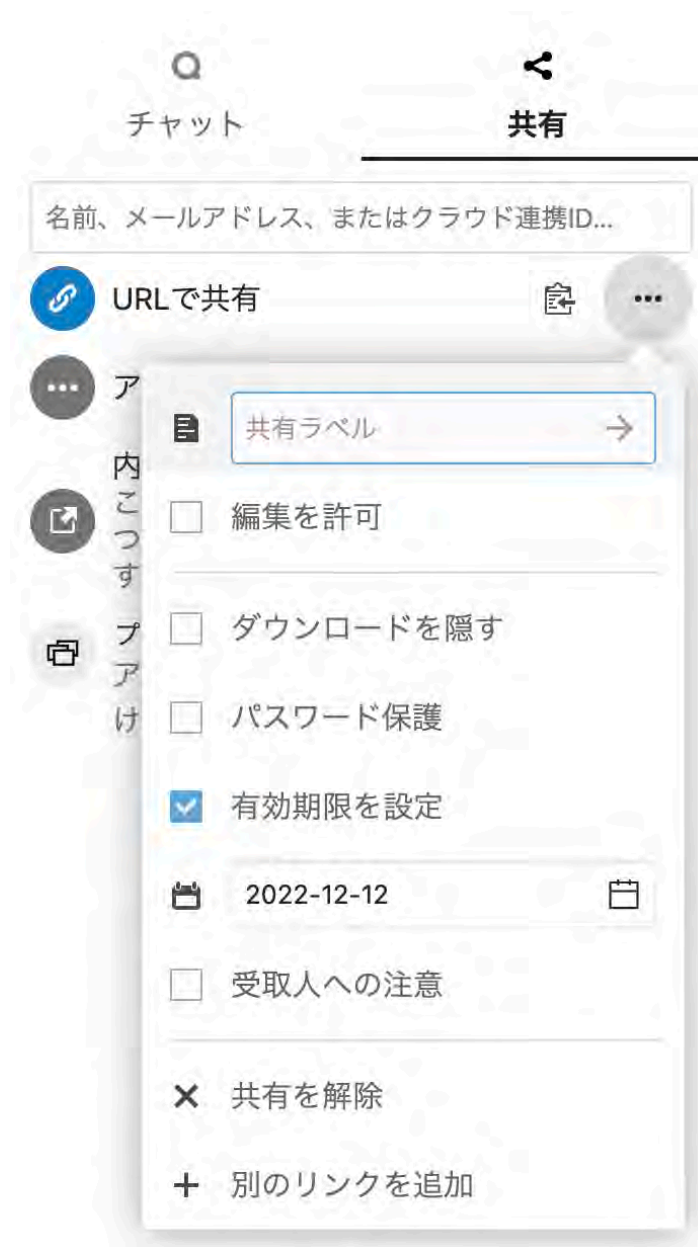 チャット
共有
名前、メールアドレス、またはクラウド連携ID...
URLで共有
ア
共有ラベル
内
こ
編集を許可
つ
す
プ
ダウンロードを隠す
ア
け
パスワード保護
有効期限を設定
2022-12-12
受取人への注意
共有を解除
別のリンクを追加